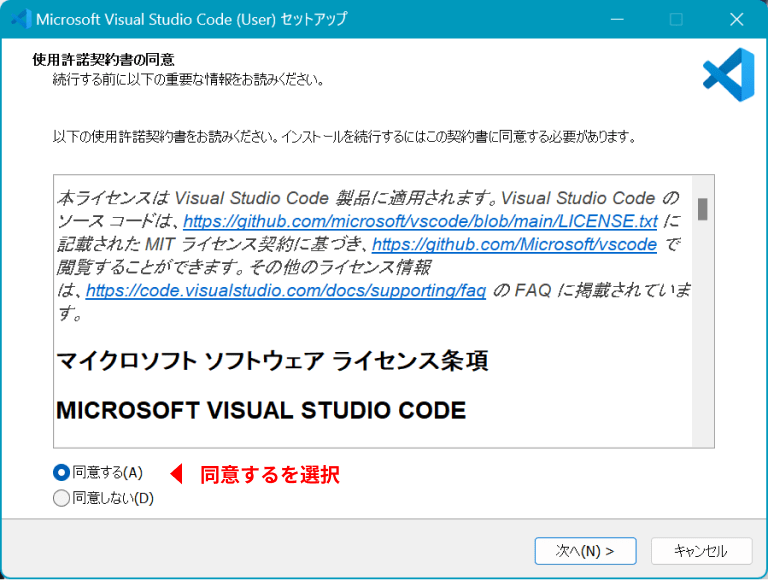 Microsoft Visual Studio Code (User) セットアップ
使用許諾契約書の同意
続行する前に以下の重要な情報をお読みください。
以下の使用許諾契約書をお読みください。インストールを続行するにはこの契約書に同意する必要があります。
本ライセンスは Visual Studio Code 製品に適用されます。Visual Studio Code の
ソース コードは、https://github.com/microsoft/vscode/blob/main/LICENSE.txt に
記載された MIT ライセンス契約に基づき、https://github.com/Microsoft/vscode で
閲覧することができます。その他のライセンス情報
は、https://code.visualstudio.com/docs/supporting/faq の FAQ に掲載されていま
す。
マイクロソフト ソフトウェア ライセンス条項
MICROSOFT VISUAL STUDIO CODE
同意する(A) 同意するを選択
同意しない(D)
次へ(N) > キャンセル